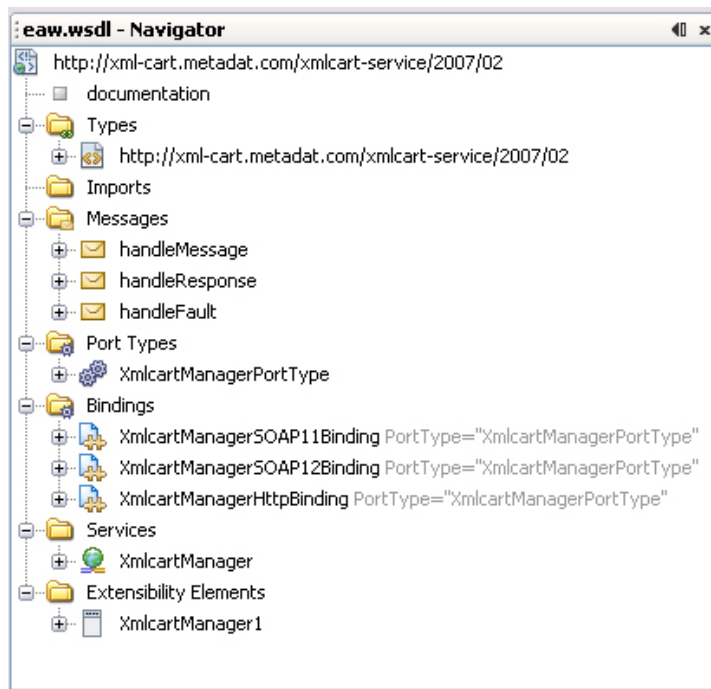 eaw.wsdl - Navigator
http://xml-cart.metadat.com/xmlcart-service/2007/02
documentation
Types
http://xml-cart.metadat.com/xmlcart-service/2007/02
Imports
Messages
handleMessage
handleResponse
handleFault
Port Types
XmlcartManagerPortType
Bindings
XmlcartManagerSOAP11Binding PortType="XmlcartManagerPortType"
XmlcartManagerSOAP12Binding PortType="XmlcartManagerPortType"
XmlcartManagerHttpBinding PortType="XmlcartManagerPortType"
Services
XmlcartManager
Extensibility Elements
XmlcartManager1